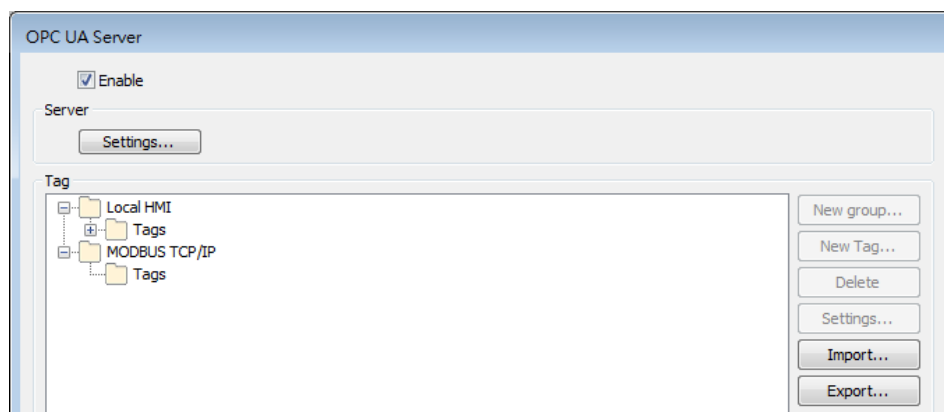 OPC UA Server
Enable
Server
Settings...
Tag
Local HMI
Tags
MODBUS TCP/IP
Tags
New group...
New Tag...
Delete
Settings...
Import...
Export...